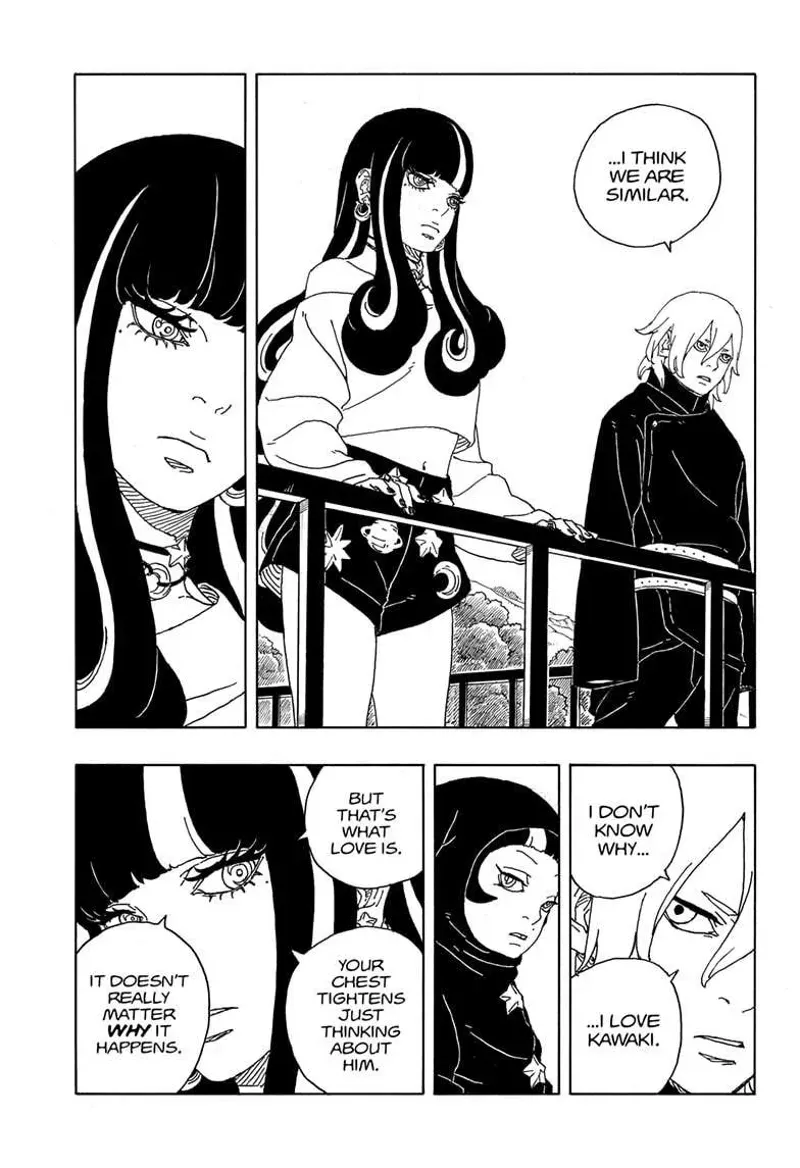 ...I THINK
WE ARE
SIMILAR.
I DON'T
KNOW
WHY...
...I LOVE
KAWAKI.
BUT
THAT'S
WHAT
LOVE IS.
YOUR
CHEST
TIGHTENS
JUST
THINKING
ABOUT
HIM.
IT DOESN'T
REALLY
MATTER
WHY IT
HAPPENS.